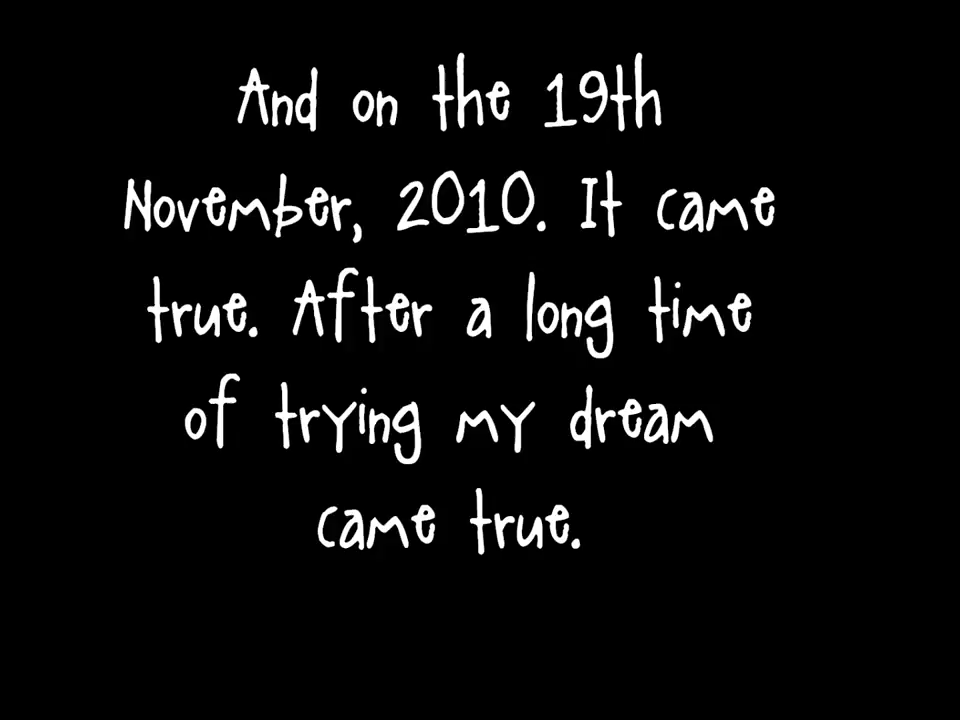 And on the 19th
November, 2010. It came
true. After a long time
of trying my dream
came true.